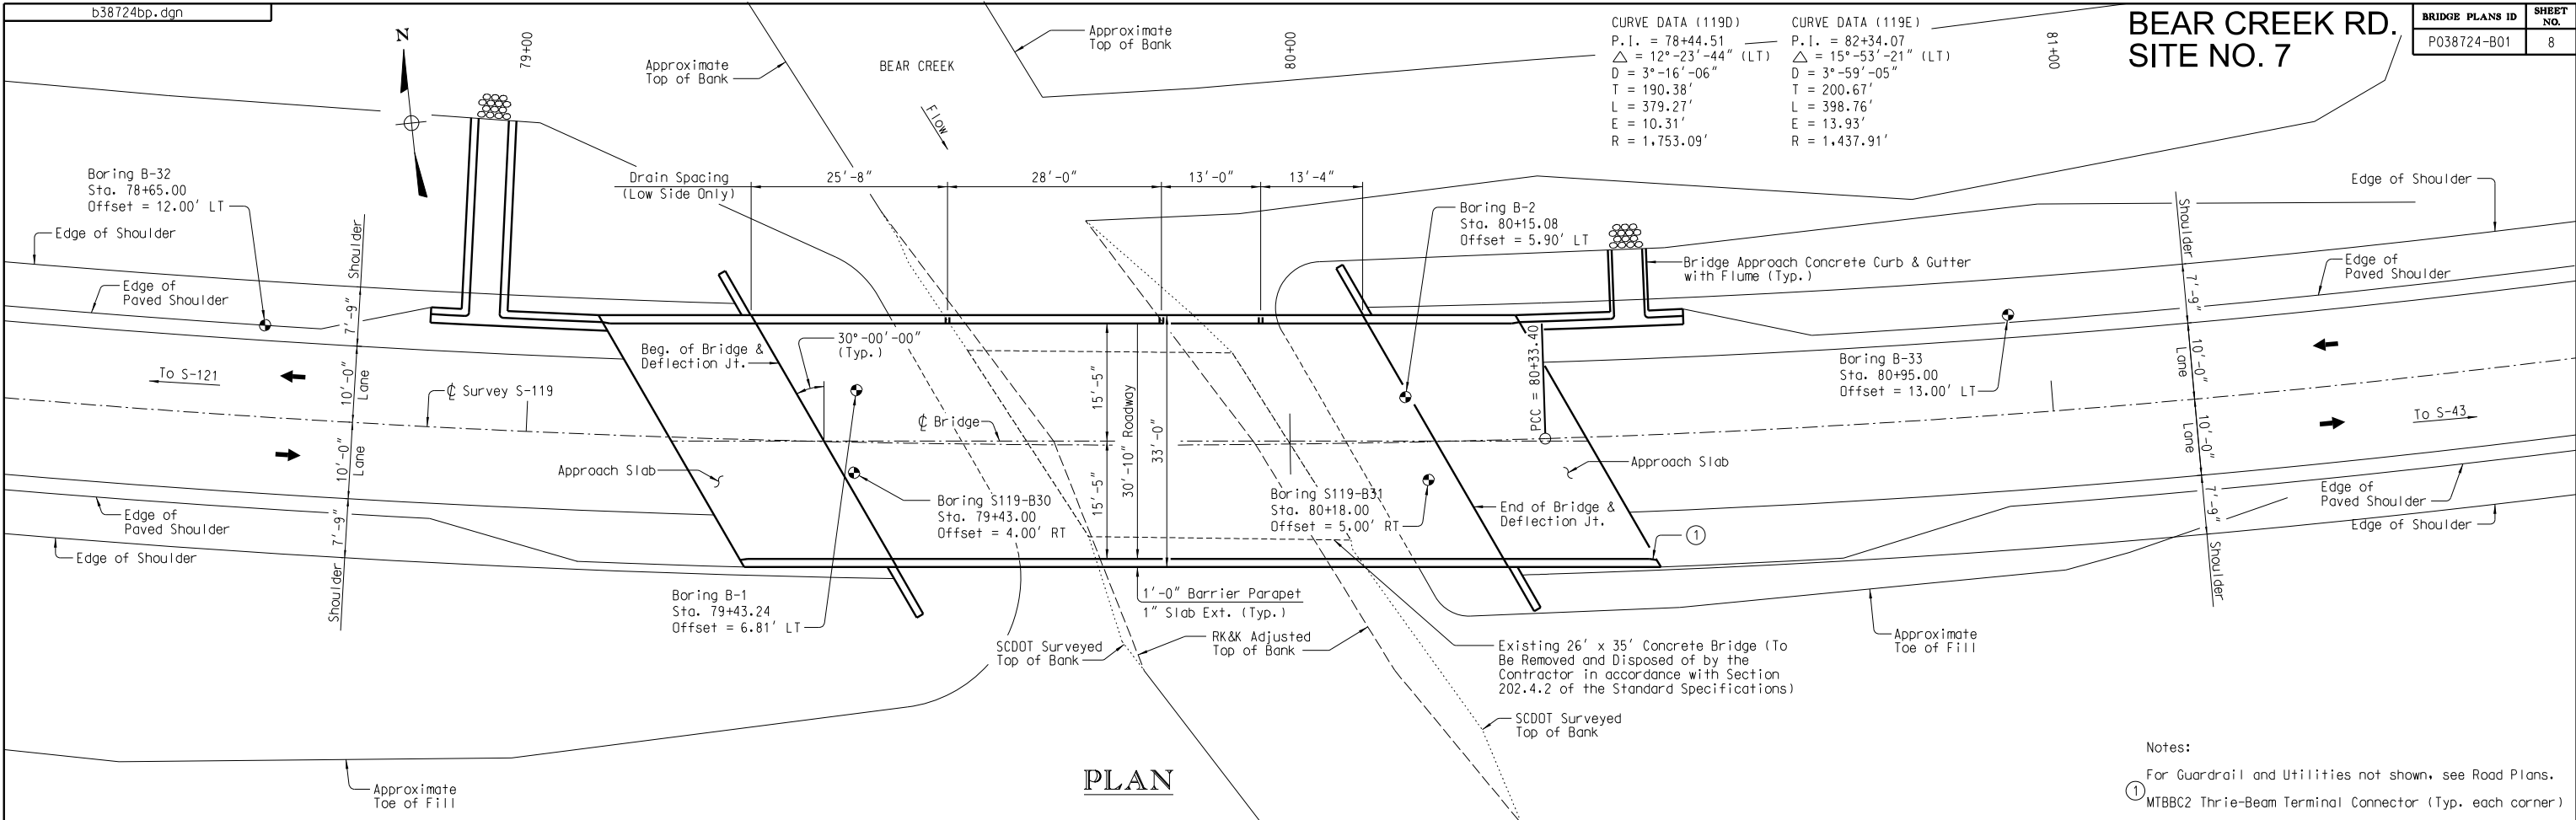 b38724bp.dgn
BEAR CREEK RD.
SITE NO. 7
BRIDGE PLANS ID
SHEET
NO.
P038724-B01
8
N
79+00
80+00
81+00
Approximate
Top of Bank
Approximate
Top of Bank
BEAR CREEK
Flow
CURVE DATA (119D)
P.I. = 78+44.51
△ = 12°-23'-44" (LT)
D = 3°-16'-06"
T = 190.38'
L = 379.27'
E = 10.31'
R = 1,753.09'
CURVE DATA (119E)
P.I. = 82+34.07
△ = 15°-53'-21" (LT)
D = 3°-59'-05"
T = 200.67'
L = 398.76'
E = 13.93'
R = 1,437.91'
Boring B-32
Sta. 78+65.00
Offset = 12.00' LT
Drain Spacing
(Low Side Only)
25'-8"
28'-0"
13'-0"
13'-4"
Boring B-2
Sta. 80+15.08
Offset = 5.90' LT
Edge of Shoulder
Edge of Shoulder
Edge of
Paved Shoulder
Bridge Approach Concrete Curb & Gutter
with Flume (Typ.)
Edge of
Paved Shoulder
Shoulder
7'-9"
10'-0"
Lane
10'-0"
Lane
7'-9"
Shoulder
Shoulder
7'-9"
10'-0"
Lane
10'-0"
Lane
7'-9"
Shoulder
Beg. of Bridge &
Deflection Jt.
30°-00'-00"
(Typ.)
15'-5"
15'-5"
30'-10" Roadway
33'-0"
PCC = 80+33.40
Boring B-33
Sta. 80+95.00
Offset = 13.00' LT
To S-121
℄ Survey S-119
℄ Bridge
To S-43
Approach Slab
Approach Slab
Boring S119-B30
Sta. 79+43.00
Offset = 4.00' RT
Boring S119-B31
Sta. 80+18.00
Offset = 5.00' RT
End of Bridge &
Deflection Jt.
1
Edge of
Paved Shoulder
Edge of Shoulder
Edge of
Paved Shoulder
Edge of Shoulder
Boring B-1
Sta. 79+43.24
Offset = 6.81' LT
1'-0" Barrier Parapet
1" Slab Ext. (Typ.)
SCDOT Surveyed
Top of Bank
RK&K Adjusted
Top of Bank
Existing 26' x 35' Concrete Bridge (To
Be Removed and Disposed of by the
Contractor in accordance with Section
202.4.2 of the Standard Specifications)
Approximate
Toe of Fill
SCDOT Surveyed
Top of Bank
Approximate
Toe of Fill
PLAN
Notes:
For Guardrail and Utilities not shown, see Road Plans.
1 MTBBC2 Thrie-Beam Terminal Connector (Typ. each corner)